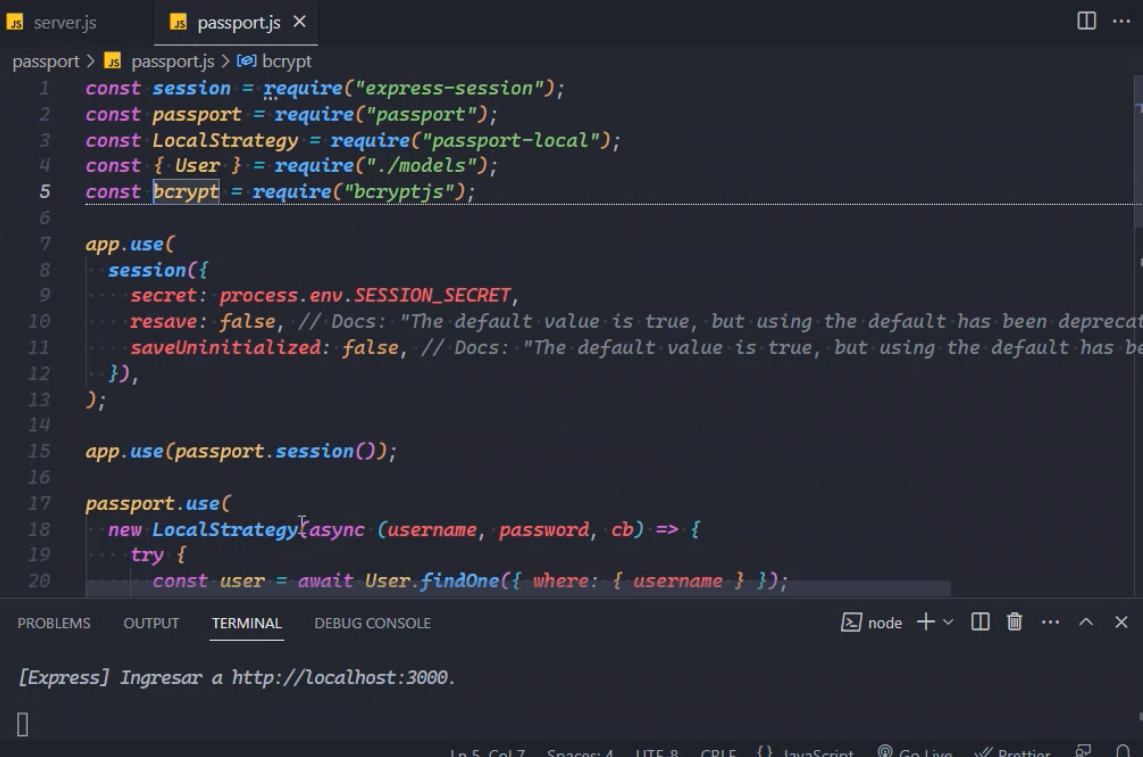 JS server.js JS passport.js
passport > JS passport.js > bcrypt
1 const session = require("express-session");
2 const passport = require("passport");
3 const LocalStrategy = require("passport-local");
4 const { User } = require("./models");
5 const bcrypt = require("bcryptjs");
6
7 app.use(
8 session({
9 secret: process.env.SESSION_SECRET,
10 resave: false, // Docs: "The default value is true, but using the default has been deprecat
11 saveUninitialized: false, // Docs: "The default value is true, but using the default has be
12 }),
13 );
14
15 app.use(passport.session());
16
17 passport.use(
18 new LocalStrategy(async (username, password, cb) => {
19 try {
20 const user = await User.findOne({ where: { username } });
PROBLEMS OUTPUT TERMINAL DEBUG CONSOLE node
[Express] Ingresar a http://localhost:3000.
Ln 5, Col 7 Spaces: 4 UTF-8 CRLF {} JavaScript Go Live Prettier